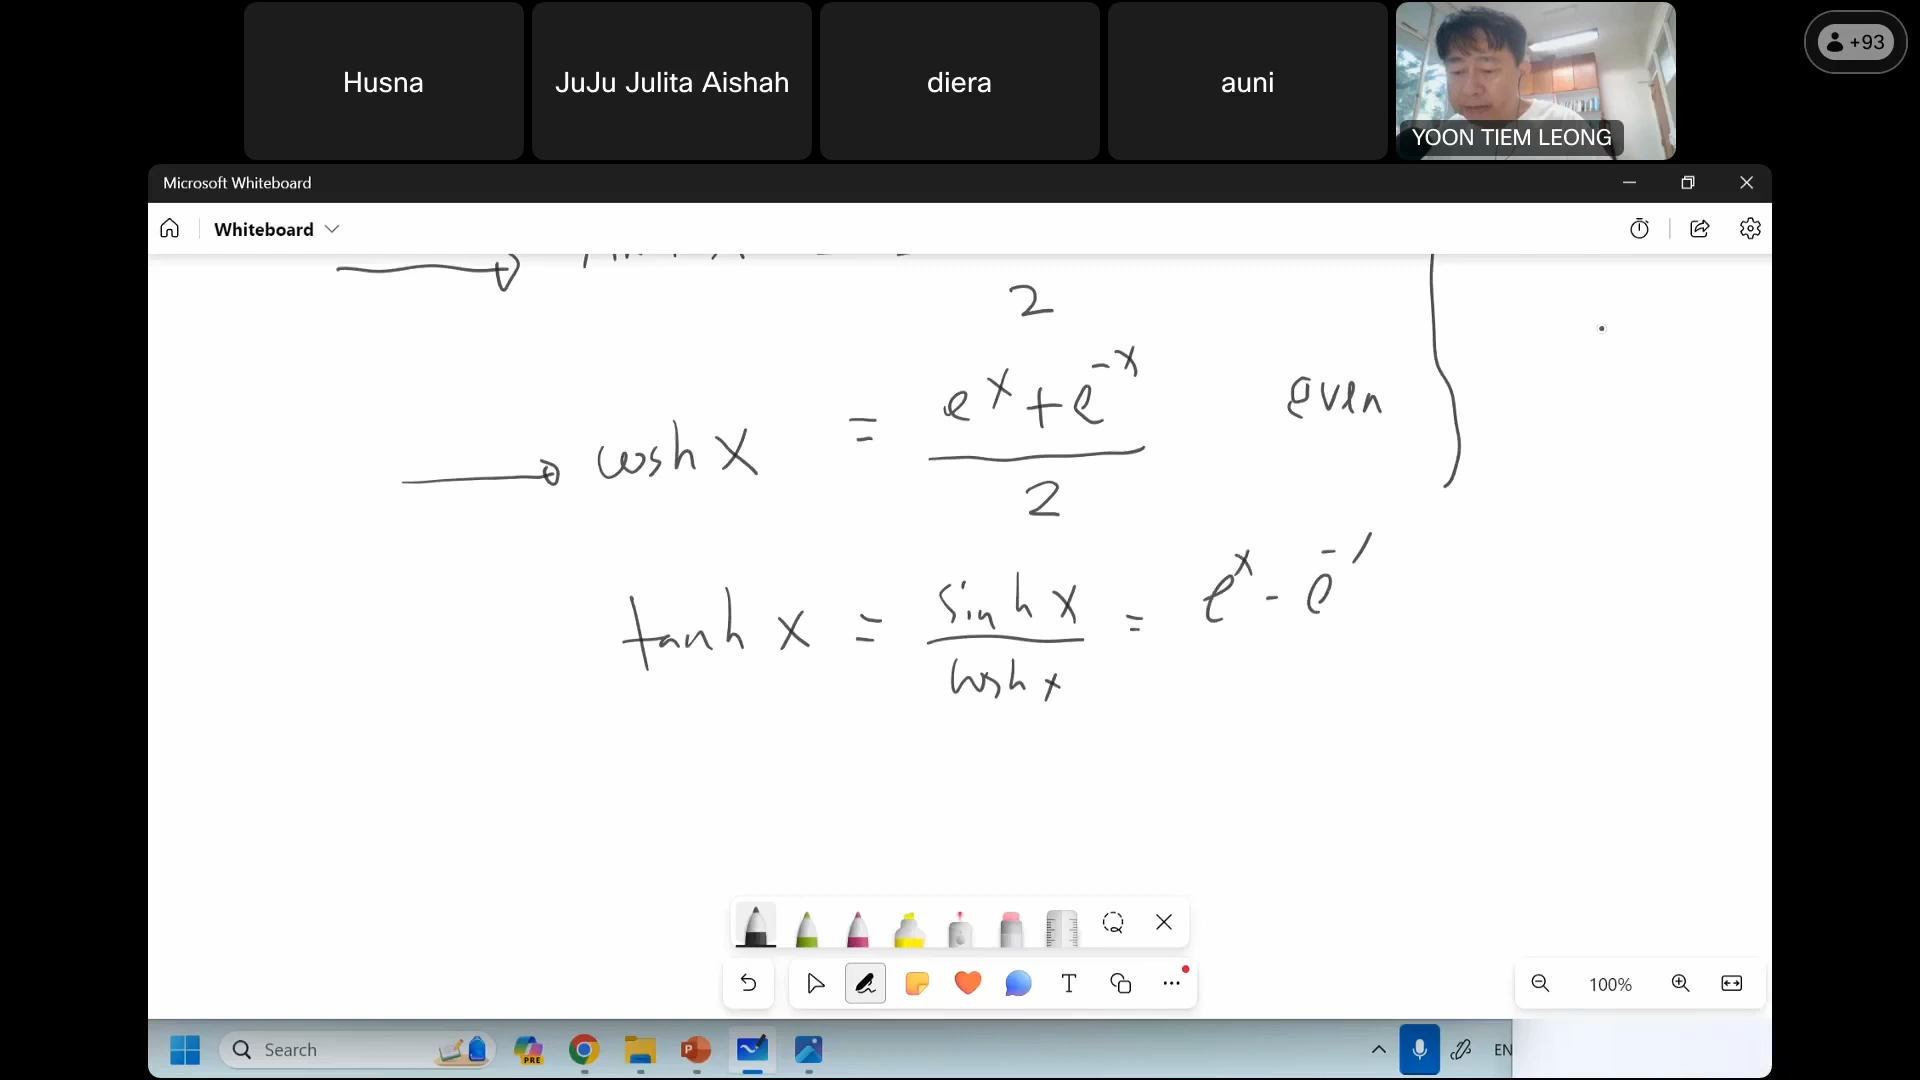 Husna
JuJu Julita Aishah
diera
auni
YOON TIEM LEONG
+93
Microsoft Whiteboard
Whiteboard
2
cosh x = (e^x + e^-x) / 2 even
tanh x = sinh x / cosh x = e^x - e^-
100%
Search
PRE
EN